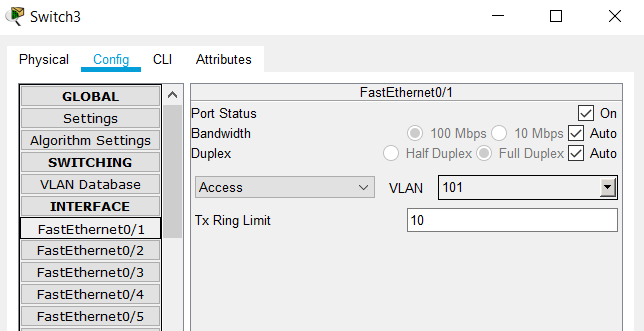 Switch3
Physical Config CLI Attributes
GLOBAL
Settings
Algorithm Settings
SWITCHING
VLAN Database
INTERFACE
FastEthernet0/1
FastEthernet0/2
FastEthernet0/3
FastEthernet0/4
FastEthernet0/5
FastEthernet0/1
Port Status On
Bandwidth 100 Mbps 10 Mbps Auto
Duplex Half Duplex Full Duplex Auto
Access VLAN 101
Tx Ring Limit 10